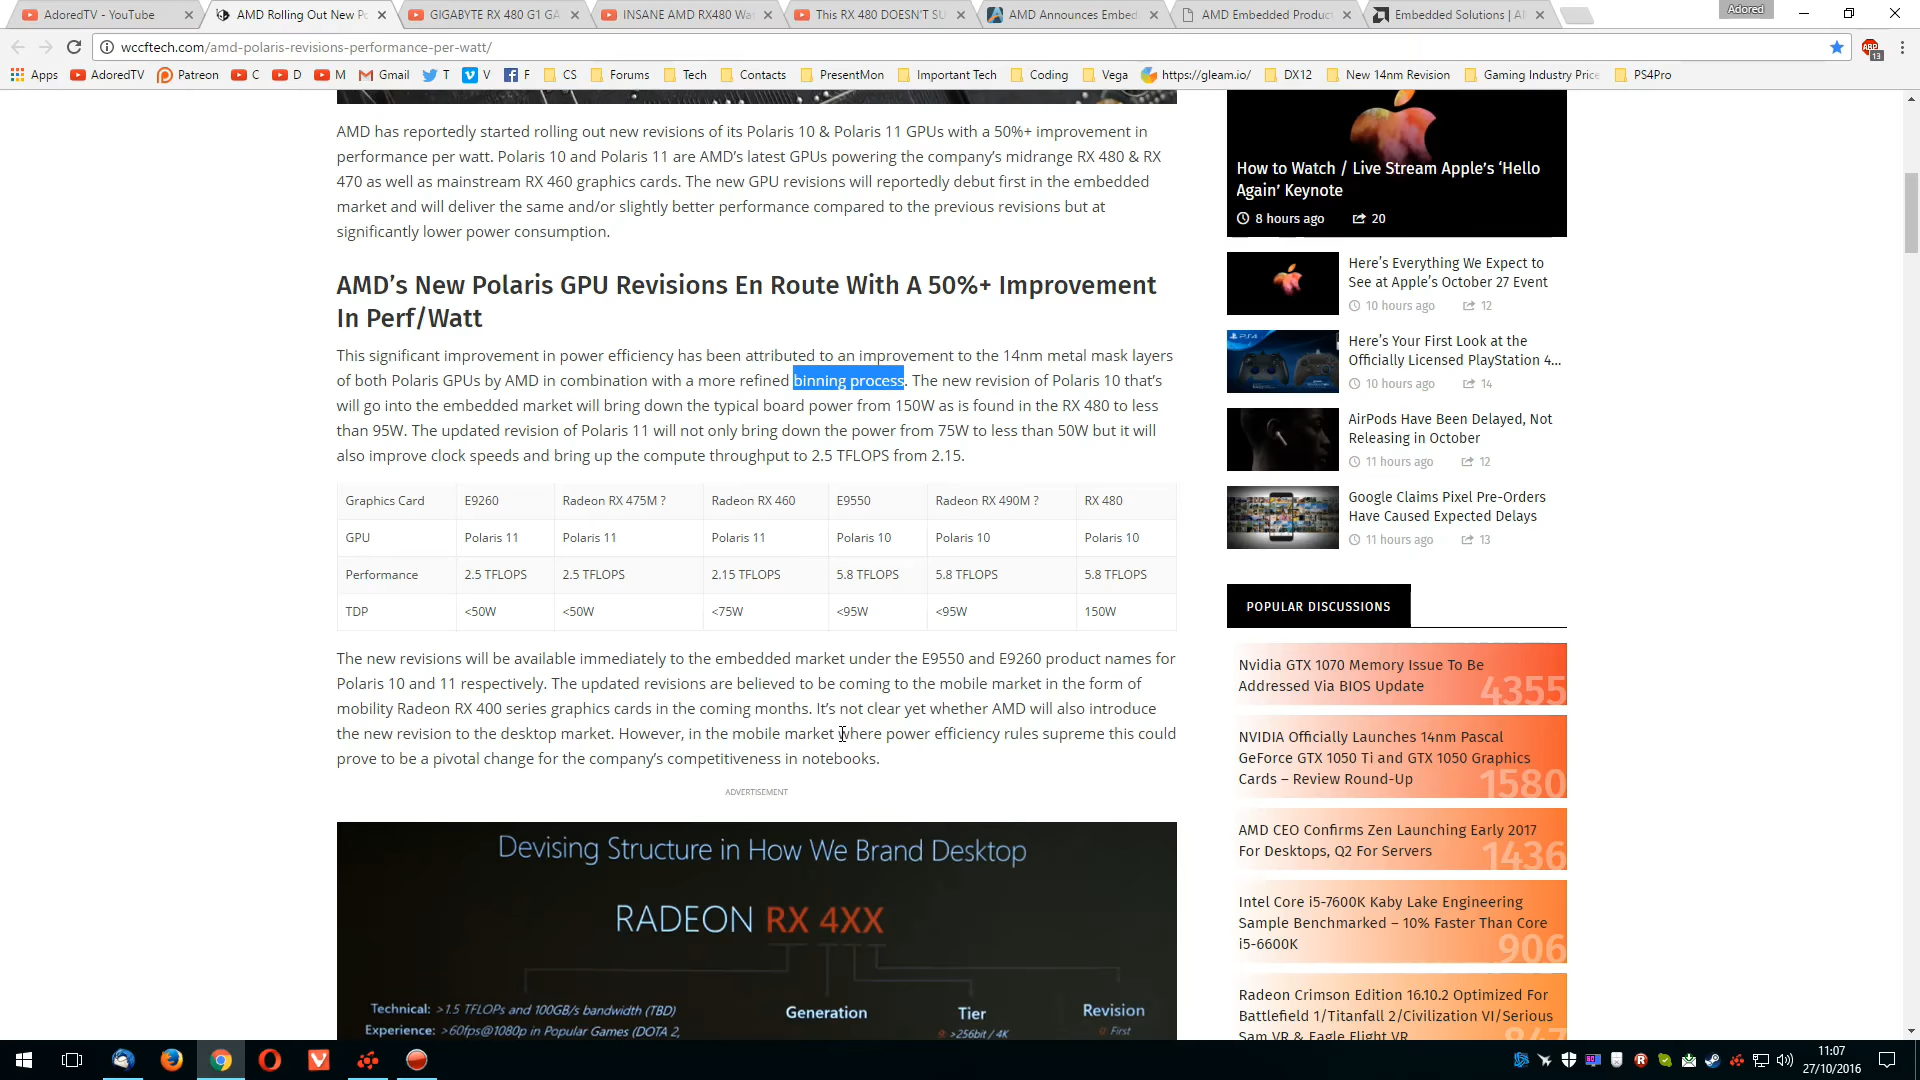 AdoredTV - YouTube
AMD Rolling Out New Po
GIGABYTE RX 480 G1 GA
INSANE AMD RX480 Wat
This RX 480 DOESN'T SU
AMD Announces Embed
AMD Embedded Product
Embedded Solutions | A
Adored
wccftech.com/amd-polaris-revisions-performance-per-watt/
ABP
13
Apps
AdoredTV
Patreon
C
D
M
Gmail
T
V
F
CS
Forums
Tech
Contacts
PresentMon
Important Tech
Coding
Vega
https://gleam.io/
DX12
New 14nm Revision
Gaming Industry Price
PS4Pro
AMD has reportedly started rolling out new revisions of its Polaris 10 & Polaris 11 GPUs with a 50%+ improvement in
performance per watt. Polaris 10 and Polaris 11 are AMD's latest GPUs powering the company's midrange RX 480 & RX
470 as well as mainstream RX 460 graphics cards. The new GPU revisions will reportedly debut first in the embedded
market and will deliver the same and/or slightly better performance compared to the previous revisions but at
significantly lower power consumption.
AMD's New Polaris GPU Revisions En Route With A 50%+ Improvement
In Perf/Watt
This significant improvement in power efficiency has been attributed to an improvement to the 14nm metal mask layers
of both Polaris GPUs by AMD in combination with a more refined binning process. The new revision of Polaris 10 that's
will go into the embedded market will bring down the typical board power from 150W as is found in the RX 480 to less
than 95W. The updated revision of Polaris 11 will not only bring down the power from 75W to less than 50W but it will
also improve clock speeds and bring up the compute throughput to 2.5 TFLOPS from 2.15.
Graphics Card E9260 Radeon RX 475M ? Radeon RX 460 E9550 Radeon RX 490M ? RX 480
GPU Polaris 11 Polaris 11 Polaris 11 Polaris 10 Polaris 10 Polaris 10
Performance 2.5 TFLOPS 2.5 TFLOPS 2.15 TFLOPS 5.8 TFLOPS 5.8 TFLOPS 5.8 TFLOPS
TDP <50W <50W <75W <95W <95W 150W
The new revisions will be available immediately to the embedded market under the E9550 and E9260 product names for
Polaris 10 and 11 respectively. The updated revisions are believed to be coming to the mobile market in the form of
mobility Radeon RX 400 series graphics cards in the coming months. It's not clear yet whether AMD will also introduce
the new revision to the desktop market. However, in the mobile market where power efficiency rules supreme this could
prove to be a pivotal change for the company's competitiveness in notebooks.
ADVERTISEMENT
Devising Structure in How We Brand Desktop
RADEON RX 4XX
Technical: >1.5 TFLOPs and 100GB/s bandwidth (TBD)
Experience: >60fps@1080p in Popular Games (DOTA 2,
Generation
Tier
9: >256bit / 4K
Revision
0: First
How to Watch / Live Stream Apple's 'Hello
Again' Keynote
8 hours ago 20
Here's Everything We Expect to
See at Apple's October 27 Event
10 hours ago 12
Here's Your First Look at the
Officially Licensed PlayStation 4...
10 hours ago 14
AirPods Have Been Delayed, Not
Releasing in October
11 hours ago 12
Google Claims Pixel Pre-Orders
Have Caused Expected Delays
11 hours ago 13
POPULAR DISCUSSIONS
Nvidia GTX 1070 Memory Issue To Be
Addressed Via BIOS Update
4355
NVIDIA Officially Launches 14nm Pascal
GeForce GTX 1050 Ti and GTX 1050 Graphics
Cards – Review Round-Up
1580
AMD CEO Confirms Zen Launching Early 2017
For Desktops, Q2 For Servers
1436
Intel Core i5-7600K Kaby Lake Engineering
Sample Benchmarked – 10% Faster Than Core
i5-6600K
906
Radeon Crimson Edition 16.10.2 Optimized For
Battlefield 1/Titanfall 2/Civilization VI/Serious
Sam VR & Eagle Flight VR
847
11:07
27/10/2016